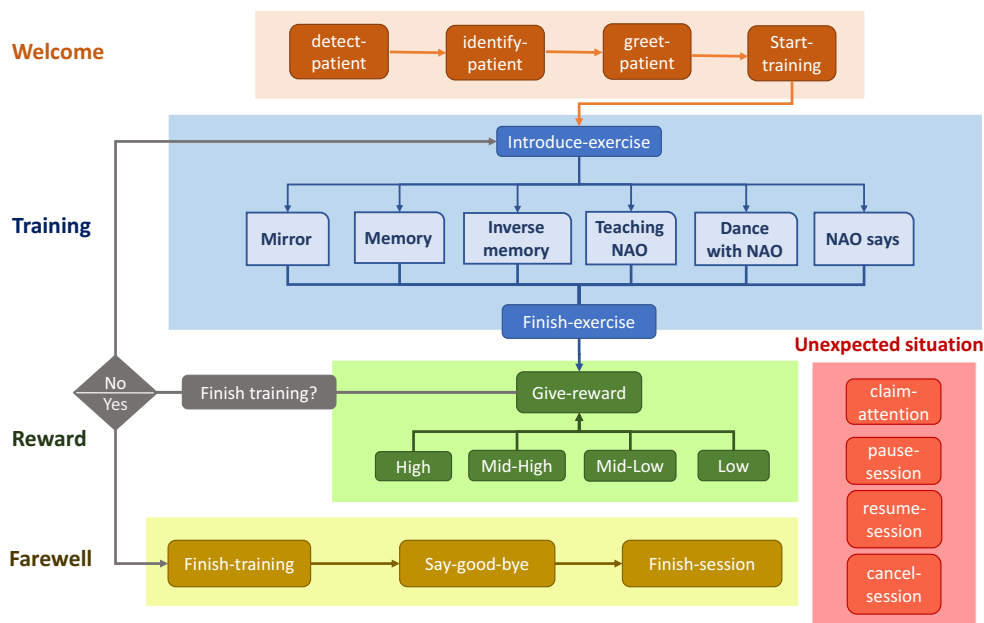 Welcome
detect-
patient
identify-
patient
greet-
patient
Start-
training
Training
Introduce-exercise
Mirror
Memory
Inverse
memory
Teaching
NAO
Dance
with NAO
NAO says
Finish-exercise
Unexpected situation
No
Yes
Finish training?
Give-reward
Reward
High
Mid-High
Mid-Low
Low
claim-
attention
pause-
session
resume-
session
cancel-
session
Farewell
Finish-training
Say-good-bye
Finish-session